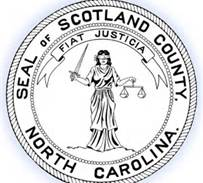 SEAL OF SCOTLAND COUNTY,
FIAT JUSTICIA
NORTH CAROLINA.